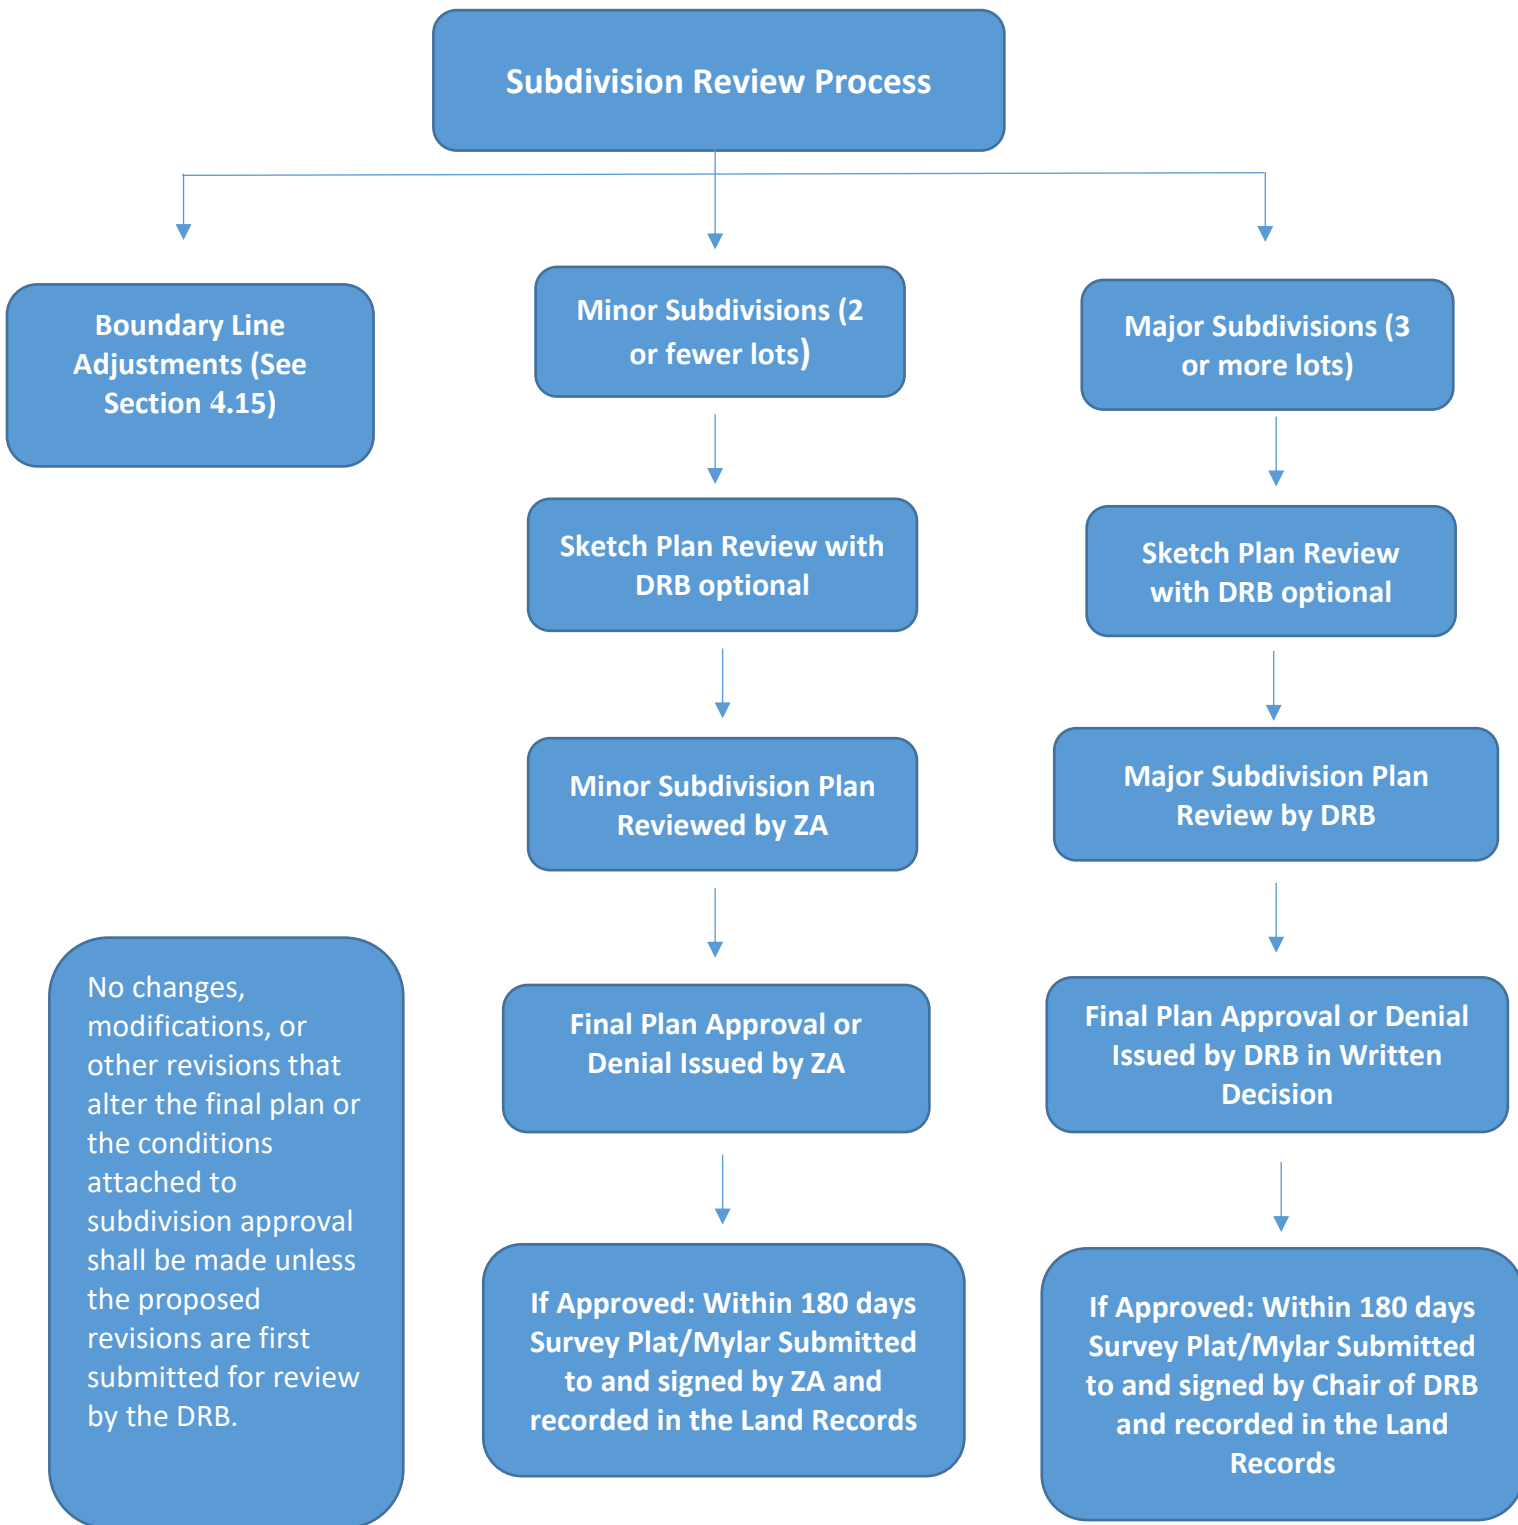 Subdivision Review Process
Boundary Line
Adjustments (See
Section 4.15)
Minor Subdivisions (2
or fewer lots)
Major Subdivisions (3
or more lots)
Sketch Plan Review with
DRB optional
Sketch Plan Review
with DRB optional
Minor Subdivision Plan
Reviewed by ZA
Major Subdivision Plan
Review by DRB
No changes,
modifications, or
other revisions that
alter the final plan or
the conditions
attached to
subdivision approval
shall be made unless
the proposed
revisions are first
submitted for review
by the DRB.
Final Plan Approval or
Denial Issued by ZA
Final Plan Approval or Denial
Issued by DRB in Written
Decision
If Approved: Within 180 days
Survey Plat/Mylar Submitted
to and signed by ZA and
recorded in the Land Records
If Approved: Within 180 days
Survey Plat/Mylar Submitted
to and signed by Chair of DRB
and recorded in the Land
Records